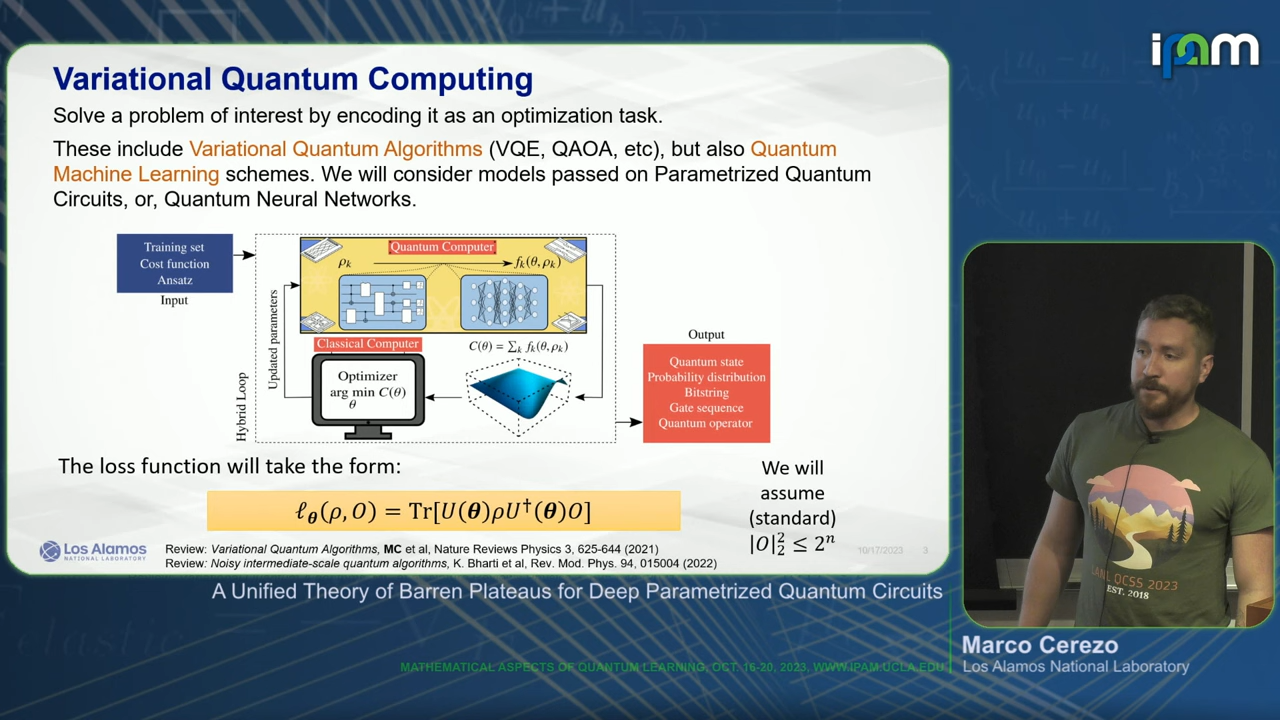 ipam
Variational Quantum Computing
Solve a problem of interest by encoding it as an optimization task.
These include Variational Quantum Algorithms (VQE, QAOA, etc), but also Quantum
Machine Learning schemes. We will consider models passed on Parametrized Quantum
Circuits, or, Quantum Neural Networks.
Training set
Cost function
Ansatz
Input
Quantum Computer
ρk
fk(θ,ρk)
Updated parameters
Hybrid Loop
Classical Computer
Optimizer
arg min C(θ)
θ
C(θ) = ∑k fk(θ,ρk)
Output
Quantum state
Probability distribution
Bitstring
Gate sequence
Quantum operator
The loss function will take the form:
ℓ𝜽(ρ, O) = Tr[U(𝜽)ρU†(𝜽)O]
We will
assume
(standard)
|O|₂² ≤ 2ⁿ
Los Alamos
NATIONAL LABORATORY
Review: Variational Quantum Algorithms, MC et al, Nature Reviews Physics 3, 625-644 (2021)
Review: Noisy intermediate-scale quantum algorithms, K. Bharti et al, Rev. Mod. Phys. 94, 015004 (2022)
10/17/2023 3
A Unified Theory of Barren Plateaus for Deep Parametrized Quantum Circuits
LANL QCSS 2023
EST. 2018
Marco Cerezo
Los Alamos National Laboratory
MATHEMATICAL ASPECTS OF QUANTUM LEARNING, OCT. 16-20, 2023, WWW.IPAM.UCLA.EDU